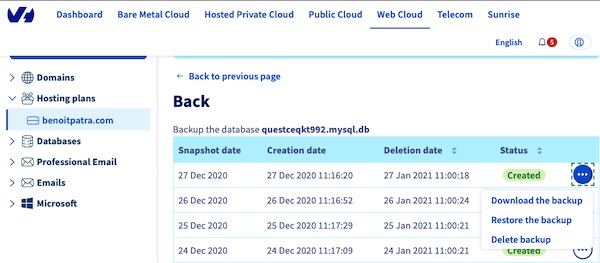 Dashboard Bare Metal Cloud Hosted Private Cloud Public Cloud Web Cloud Telecom Sunrise
English 5
Domains
Hosting plans
benoitpatra.com
Databases
Professional Email
Emails
Microsoft
Back to previous page
Back
Backup the database questceqkt992.mysql.db
Snapshot date Creation date Deletion date Status
27 Dec 2020 27 Dec 2020 11:16:20 27 Jan 2021 11:00:18 Created
26 Dec 2020 26 Dec 2020 11:16:52 26 Jan 2021 11:00:24
25 Dec 2020 25 Dec 2020 11:17:29 25 Jan 2021 11:00:21
24 Dec 2020 24 Dec 2020 11:17:09 24 Jan 2021 11:00:21 Created
Download the backup
Restore the backup
Delete backup